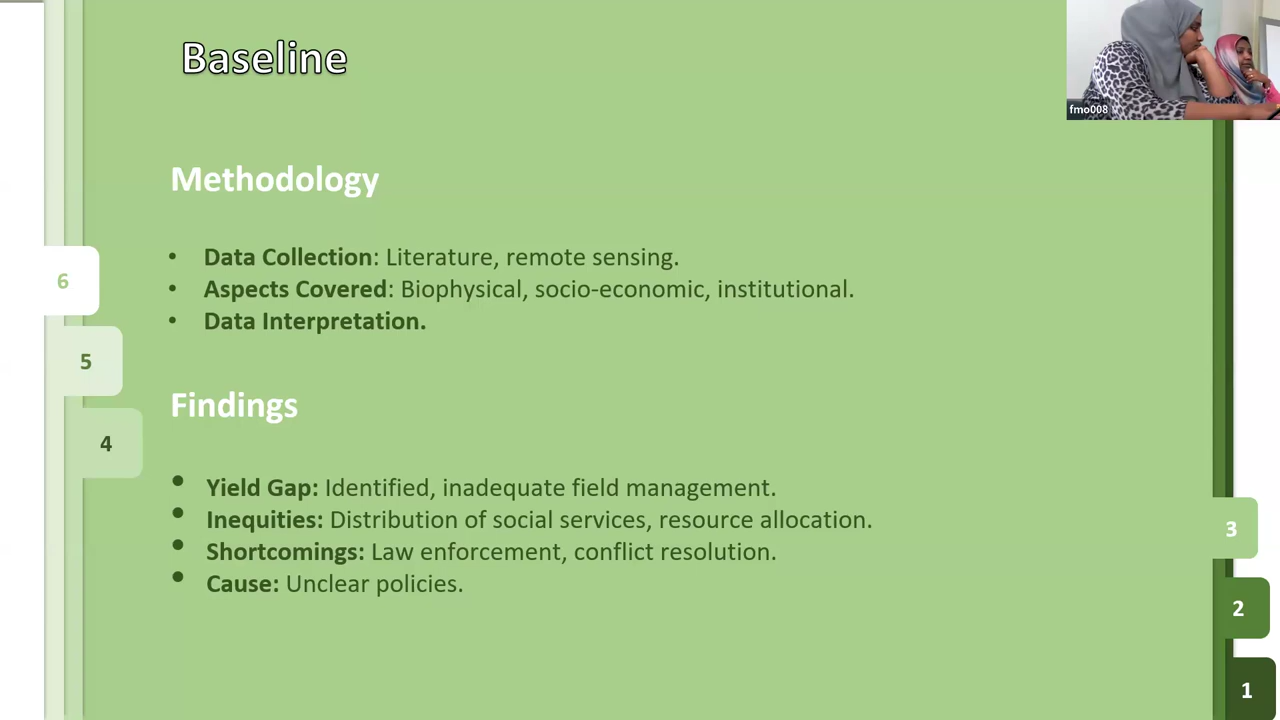 Baseline
fmo008
Methodology
• Data Collection: Literature, remote sensing.
• Aspects Covered: Biophysical, socio-economic, institutional.
• Data Interpretation.
Findings
• Yield Gap: Identified, inadequate field management.
• Inequities: Distribution of social services, resource allocation.
• Shortcomings: Law enforcement, conflict resolution.
• Cause: Unclear policies.
6
5
4
3
2
1